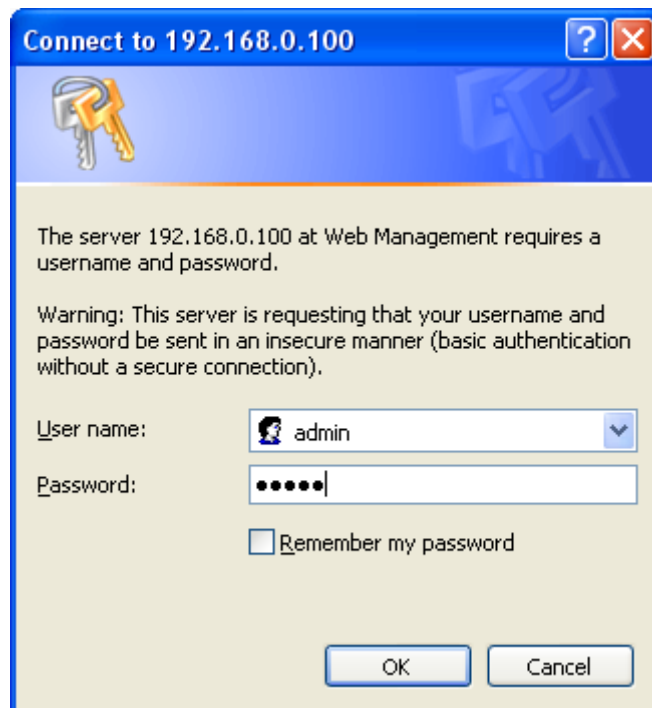 Connect to 192.168.0.100
The server 192.168.0.100 at Web Management requires a
username and password.
Warning: This server is requesting that your username and
password be sent in an insecure manner (basic authentication
without a secure connection).
User name:
admin
Password:
•••••
Remember my password
OK
Cancel